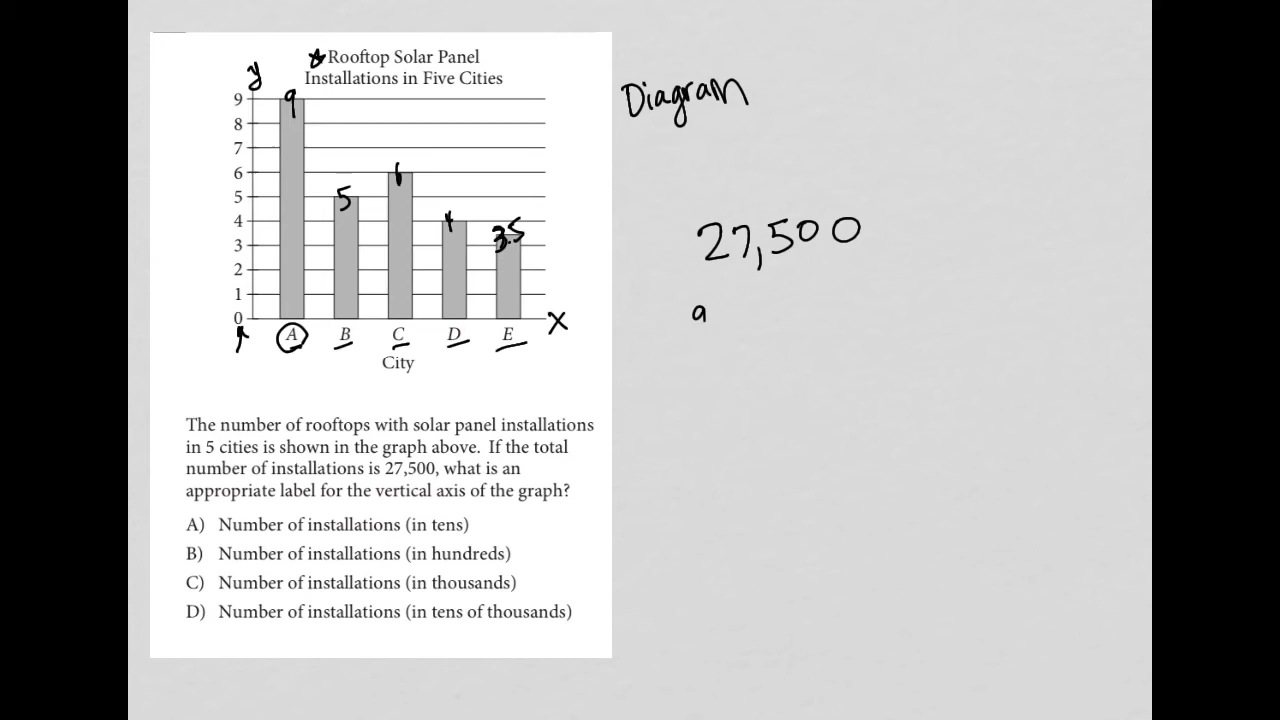 Rooftop Solar Panel
Installations in Five Cities
y
9
8
7
6
5
4
3
2
1
0
9
5
6
4
3.5
A B C D E
x
City
The number of rooftops with solar panel installations
in 5 cities is shown in the graph above. If the total
number of installations is 27,500, what is an
appropriate label for the vertical axis of the graph?
A) Number of installations (in tens)
B) Number of installations (in hundreds)
C) Number of installations (in thousands)
D) Number of installations (in tens of thousands)
Diagram
27,500
9